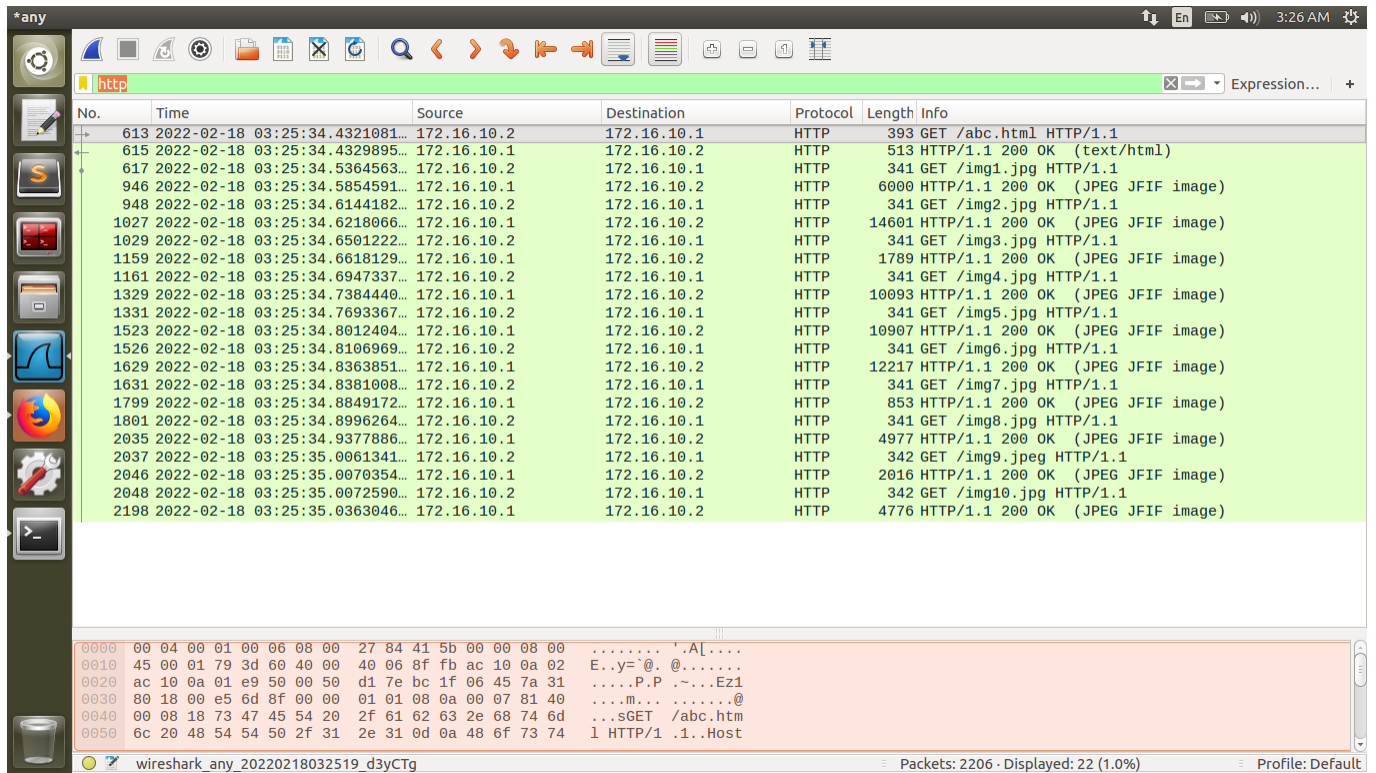 *any
En
3:26 AM
http
Expression…
+
No. Time Source Destination Protocol Length Info
613 2022-02-18 03:25:34.4321081… 172.16.10.2 172.16.10.1 HTTP 393 GET /abc.html HTTP/1.1
615 2022-02-18 03:25:34.4329895… 172.16.10.1 172.16.10.2 HTTP 513 HTTP/1.1 200 OK (text/html)
617 2022-02-18 03:25:34.5364563… 172.16.10.2 172.16.10.1 HTTP 341 GET /img1.jpg HTTP/1.1
946 2022-02-18 03:25:34.5854591… 172.16.10.1 172.16.10.2 HTTP 6000 HTTP/1.1 200 OK (JPEG JFIF image)
948 2022-02-18 03:25:34.6144182… 172.16.10.2 172.16.10.1 HTTP 341 GET /img2.jpg HTTP/1.1
1027 2022-02-18 03:25:34.6218066… 172.16.10.1 172.16.10.2 HTTP 14601 HTTP/1.1 200 OK (JPEG JFIF image)
1029 2022-02-18 03:25:34.6501222… 172.16.10.2 172.16.10.1 HTTP 341 GET /img3.jpg HTTP/1.1
1159 2022-02-18 03:25:34.6618129… 172.16.10.1 172.16.10.2 HTTP 1789 HTTP/1.1 200 OK (JPEG JFIF image)
1161 2022-02-18 03:25:34.6947337… 172.16.10.2 172.16.10.1 HTTP 341 GET /img4.jpg HTTP/1.1
1329 2022-02-18 03:25:34.7384440… 172.16.10.1 172.16.10.2 HTTP 10093 HTTP/1.1 200 OK (JPEG JFIF image)
1331 2022-02-18 03:25:34.7693367… 172.16.10.2 172.16.10.1 HTTP 341 GET /img5.jpg HTTP/1.1
1523 2022-02-18 03:25:34.8012404… 172.16.10.1 172.16.10.2 HTTP 10907 HTTP/1.1 200 OK (JPEG JFIF image)
1526 2022-02-18 03:25:34.8106969… 172.16.10.2 172.16.10.1 HTTP 341 GET /img6.jpg HTTP/1.1
1629 2022-02-18 03:25:34.8363851… 172.16.10.1 172.16.10.2 HTTP 12217 HTTP/1.1 200 OK (JPEG JFIF image)
1631 2022-02-18 03:25:34.8381008… 172.16.10.2 172.16.10.1 HTTP 341 GET /img7.jpg HTTP/1.1
1799 2022-02-18 03:25:34.8849172… 172.16.10.1 172.16.10.2 HTTP 853 HTTP/1.1 200 OK (JPEG JFIF image)
1801 2022-02-18 03:25:34.8996264… 172.16.10.2 172.16.10.1 HTTP 341 GET /img8.jpg HTTP/1.1
2035 2022-02-18 03:25:34.9377886… 172.16.10.1 172.16.10.2 HTTP 4977 HTTP/1.1 200 OK (JPEG JFIF image)
2037 2022-02-18 03:25:35.0061341… 172.16.10.2 172.16.10.1 HTTP 342 GET /img9.jpeg HTTP/1.1
2046 2022-02-18 03:25:35.0070354… 172.16.10.1 172.16.10.2 HTTP 2016 HTTP/1.1 200 OK (JPEG JFIF image)
2048 2022-02-18 03:25:35.0072590… 172.16.10.2 172.16.10.1 HTTP 342 GET /img10.jpg HTTP/1.1
2198 2022-02-18 03:25:35.0363046… 172.16.10.1 172.16.10.2 HTTP 4776 HTTP/1.1 200 OK (JPEG JFIF image)
0000 00 04 00 01 00 06 08 00 27 84 41 5b 00 00 08 00 ........ '.A[....
0010 45 00 01 79 3d 60 40 00 40 06 8f fb ac 10 0a 02 E..y=`@. @.......
0020 ac 10 0a 01 e9 50 00 50 d1 7e bc 1f 06 45 7a 31 .....P.P .~...Ez1
0030 80 18 00 e5 6d 8f 00 00 01 01 08 0a 00 07 81 40 ....m... .......@
0040 00 08 18 73 47 45 54 20 2f 61 62 63 2e 68 74 6d ...sGET /abc.htm
0050 6c 20 48 54 54 50 2f 31 2e 31 0d 0a 48 6f 73 74 l HTTP/1 .1..Host
wireshark_any_20220218032519_d3yCTg
Packets: 2206 · Displayed: 22 (1.0%)
Profile: Default